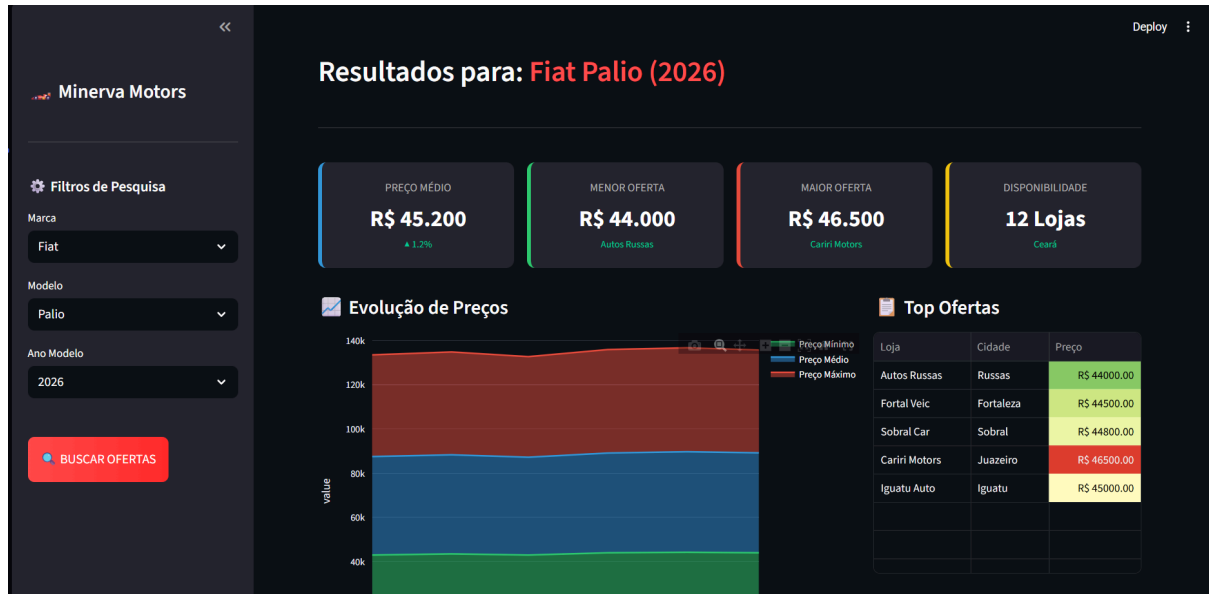 Deploy
Minerva Motors
Filtros de Pesquisa
Marca
Fiat
Modelo
Palio
Ano Modelo
2026
BUSCAR OFERTAS
Resultados para: Fiat Palio (2026)
PREÇO MÉDIO
R$ 45.200
▲ 1.2%
MENOR OFERTA
R$ 44.000
Autos Russas
MAIOR OFERTA
R$ 46.500
Cariri Motors
DISPONIBILIDADE
12 Lojas
Ceará
Evolução de Preços
140k
120k
100k
80k
60k
40k
value
Preço Mínimo
Preço Médio
Preço Máximo
Top Ofertas
Loja Cidade Preço
Autos Russas Russas R$ 44000.00
Fortal Veic Fortaleza R$ 44500.00
Sobral Car Sobral R$ 44800.00
Cariri Motors Juazeiro R$ 46500.00
Iguatu Auto Iguatu R$ 45000.00